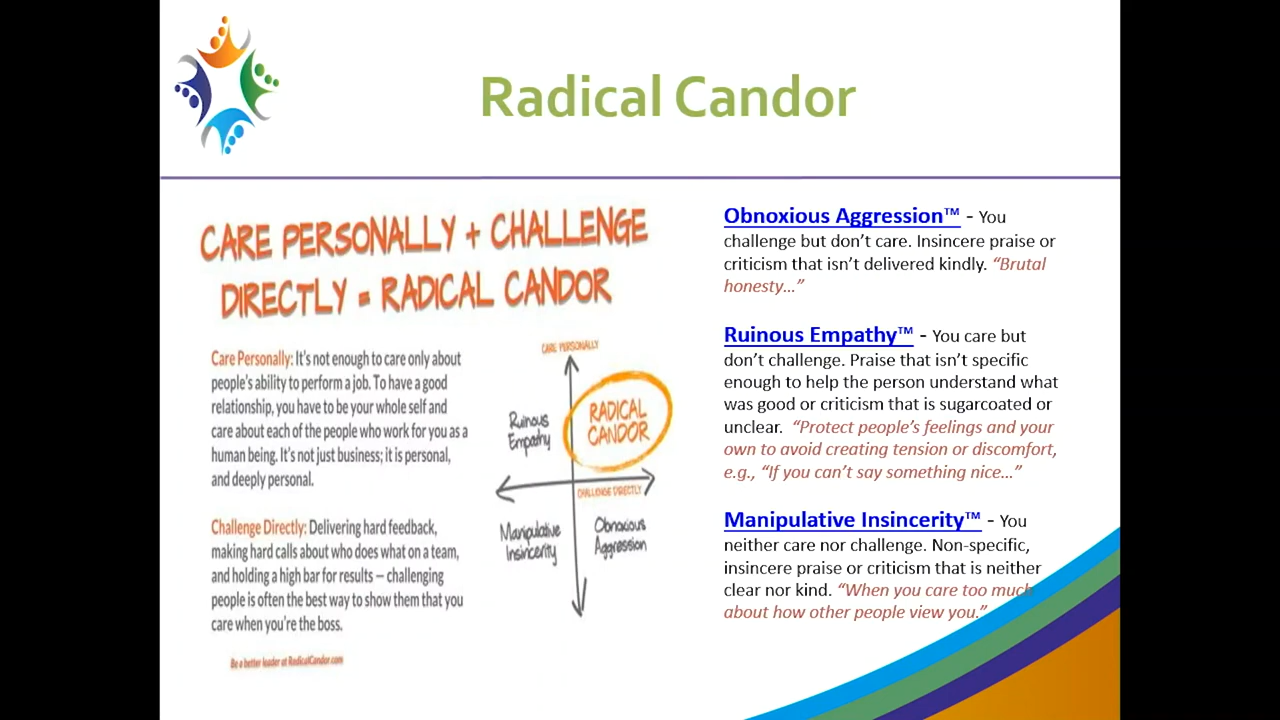 Radical Candor
CARE PERSONALLY + CHALLENGE
DIRECTLY = RADICAL CANDOR
Care Personally: It's not enough to care only about
people's ability to perform a job. To have a good
relationship, you have to be your whole self and
care about each of the people who work for you as a
human being. It's not just business; it is personal,
and deeply personal.
Challenge Directly: Delivering hard feedback,
making hard calls about who does what on a team,
and holding a high bar for results – challenging
people is often the best way to show them that you
care when you're the boss.
Be a better leader at RadicalCandor.com
CARE PERSONALLY
Ruinous
Empathy
RADICAL
CANDOR
CHALLENGE DIRECTLY
Manipulative
Insincerity
Obnoxious
Aggression
Obnoxious Aggression™ - You
challenge but don't care. Insincere praise or
criticism that isn't delivered kindly. “Brutal
honesty…”
Ruinous Empathy™ - You care but
don't challenge. Praise that isn't specific
enough to help the person understand what
was good or criticism that is sugarcoated or
unclear. “Protect people's feelings and your
own to avoid creating tension or discomfort,
e.g., “If you can't say something nice…”
Manipulative Insincerity™ - You
neither care nor challenge. Non-specific,
insincere praise or criticism that is neither
clear nor kind. “When you care too much
about how other people view you.”